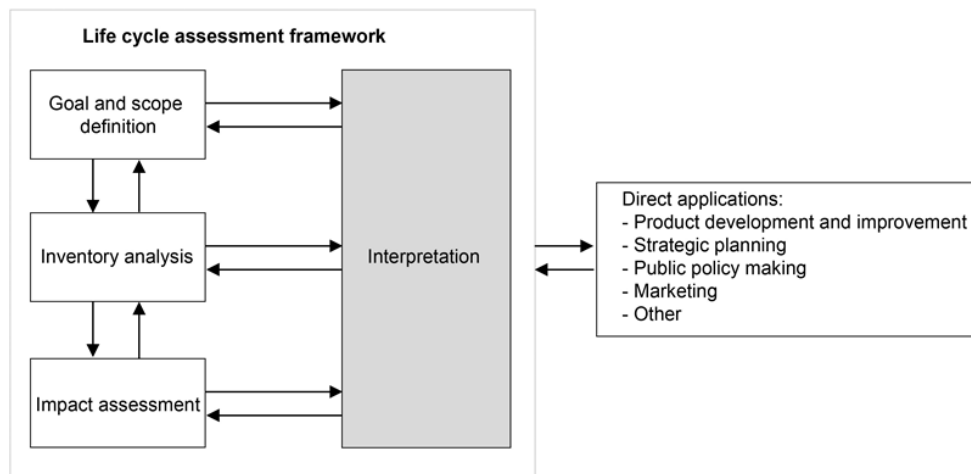 Life cycle assessment framework
Goal and scope
definition
Inventory analysis
Impact assessment
Interpretation
Direct applications:
- Product development and improvement
- Strategic planning
- Public policy making
- Marketing
- Other